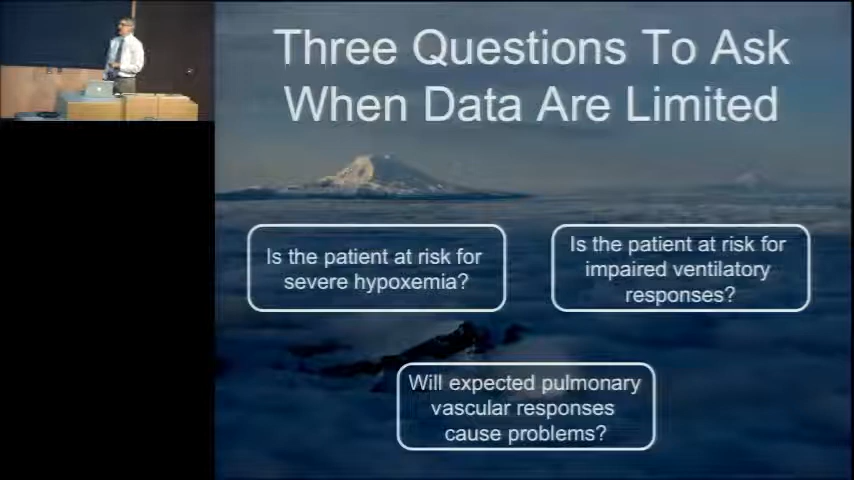 Three Questions To Ask
When Data Are Limited
Is the patient at risk for
severe hypoxemia?
Is the patient at risk for
impaired ventilatory
responses?
Will expected pulmonary
vascular responses
cause problems?